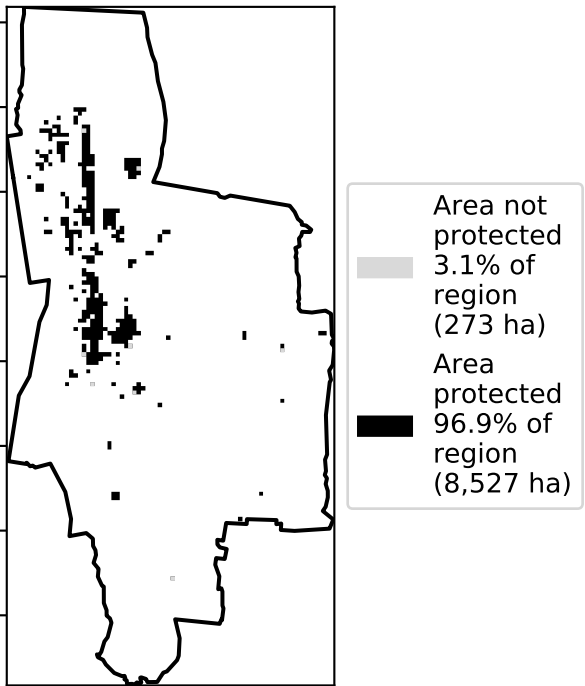 Area not
protected
3.1% of
region
(273 ha)
Area
protected
96.9% of
region
(8,527 ha)